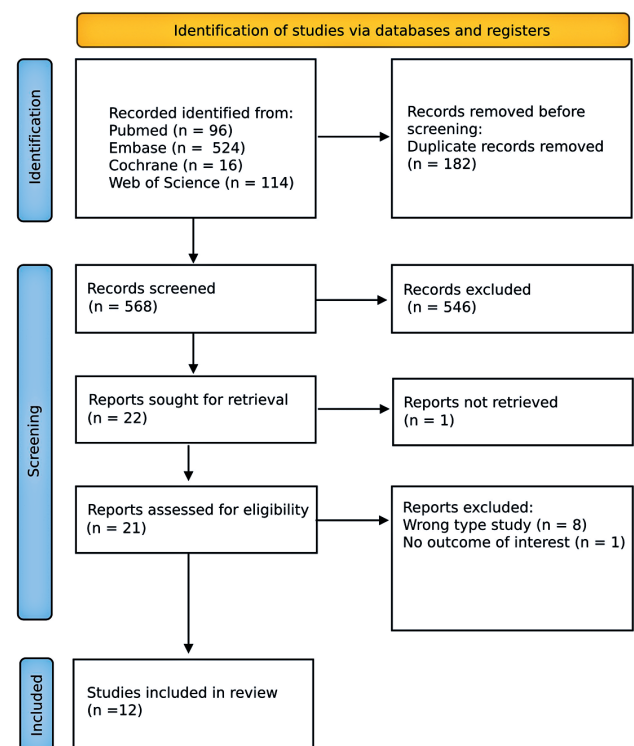 Identification of studies via databases and registers
Identification
Recorded identified from:
Pubmed (n = 96)
Embase (n =  524)
Cochrane (n = 16)
Web of Science (n = 114)
Records removed before
screening:
Duplicate records removed
(n = 182)
Screening
Records screened
(n = 568)
Records excluded
(n = 546)
Reports sought for retrieval
(n = 22)
Reports not retrieved
(n = 1)
Reports assessed for eligibility
(n = 21)
Reports excluded:
Wrong type study (n = 8)
No outcome of interest (n = 1)
Included
Studies included in review
(n =12)